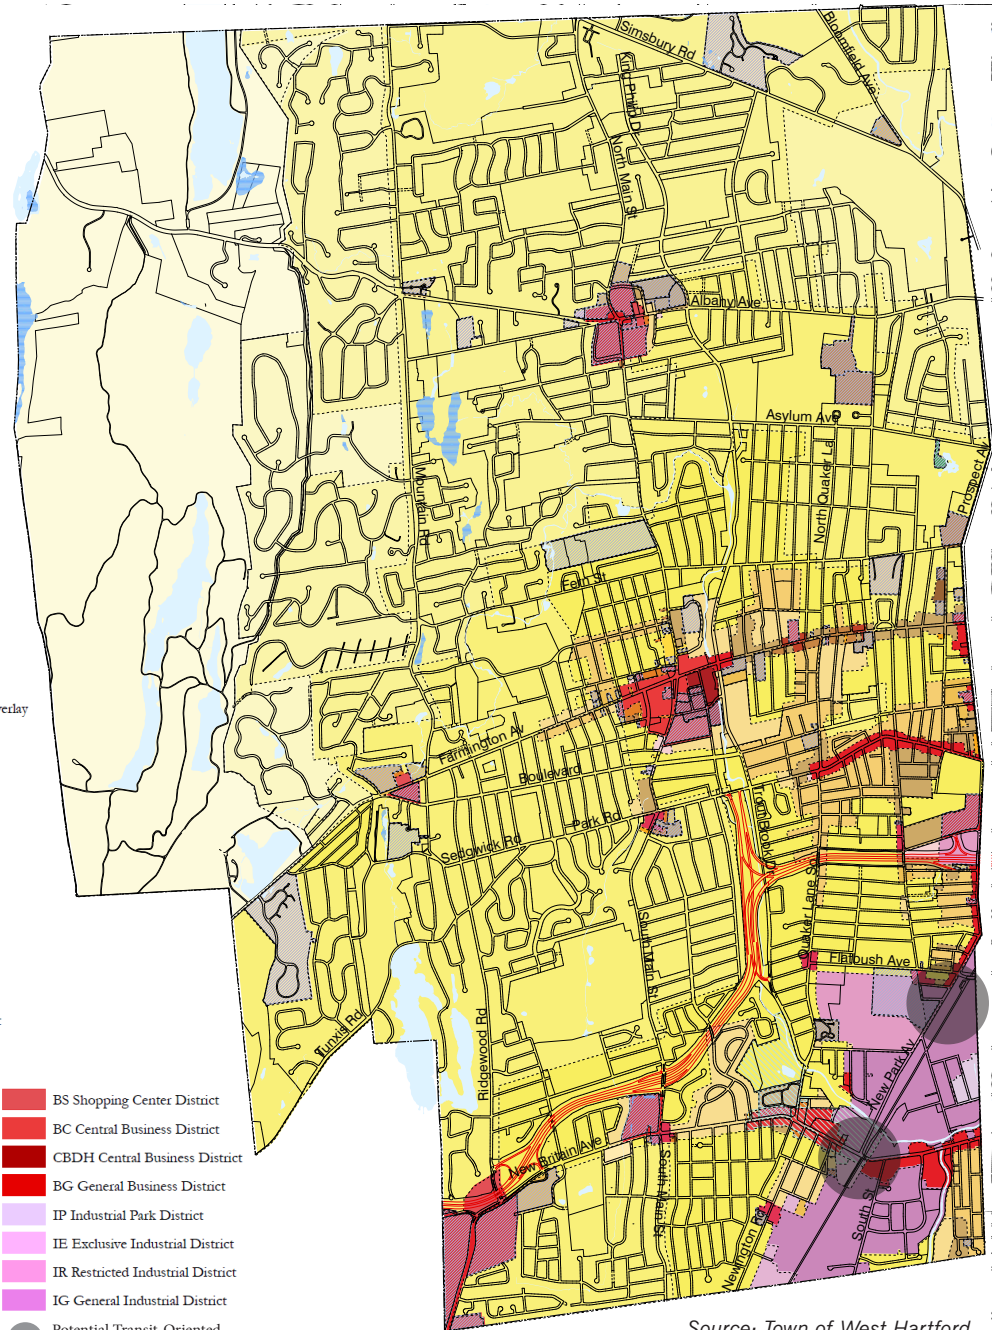 Simsbury Rd
Bloomfield Ave
King Philip Dr
North Main St
Albany Ave
Asylum Ave
Prospect Av
North Quaker La
Mountain Rd
Fern St
verlay
Farmington Av
Boulevard
Trout Brook Dr
Park Rd
Sedgwick Rd
Quaker Lane S
South Main St
Flatbush Ave
Tunxis Rd
Ridgewood Rd
New Park Av
New Britain Ave
South Main St
South St
Newington Rd
BS Shopping Center District
BC Central Business District
CBDH Central Business District
BG General Business District
IP Industrial Park District
IE Exclusive Industrial District
IR Restricted Industrial District
IG General Industrial District
Potential Transit-Oriented
Source: Town of West Hartford